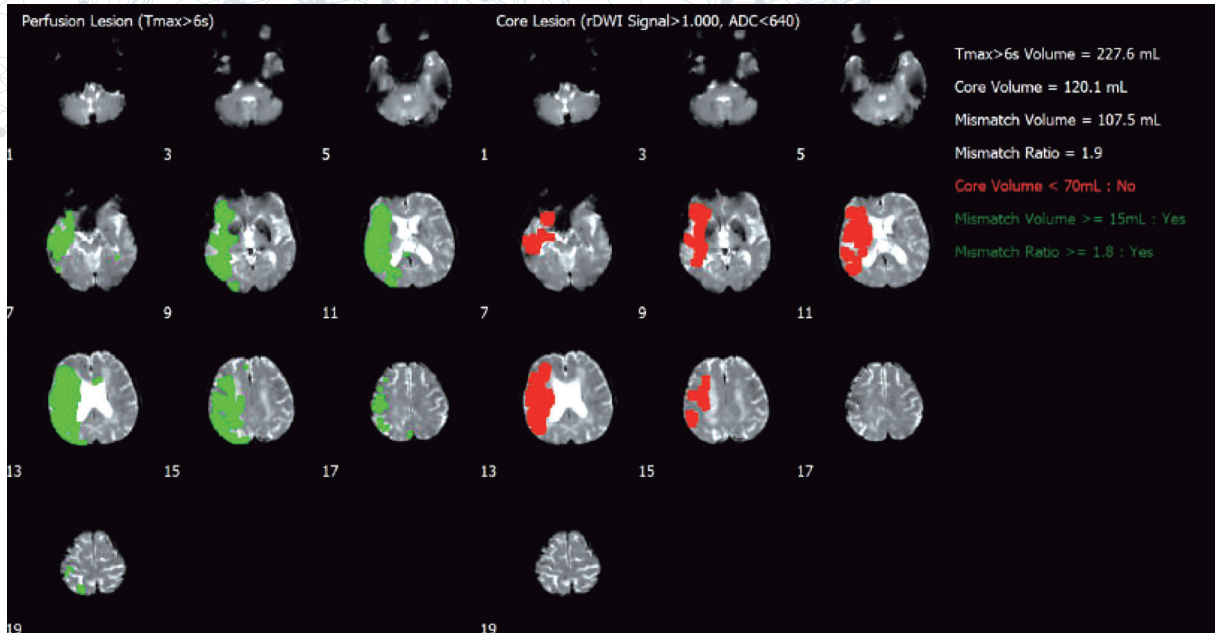 Perfusion Lesion (Tmax>6s)
Core Lesion (rDWI Signal>1.000, ADC<640)
Tmax>6s Volume = 227.6 mL
Core Volume = 120.1 mL
Mismatch Volume = 107.5 mL
Mismatch Ratio = 1.9
Core Volume < 70mL : No
Mismatch Volume >= 15mL : Yes
Mismatch Ratio >= 1.8 : Yes
1 3 5 1 3 5
7 9 11 7 9 11
13 15 17 13 15 17
19 19